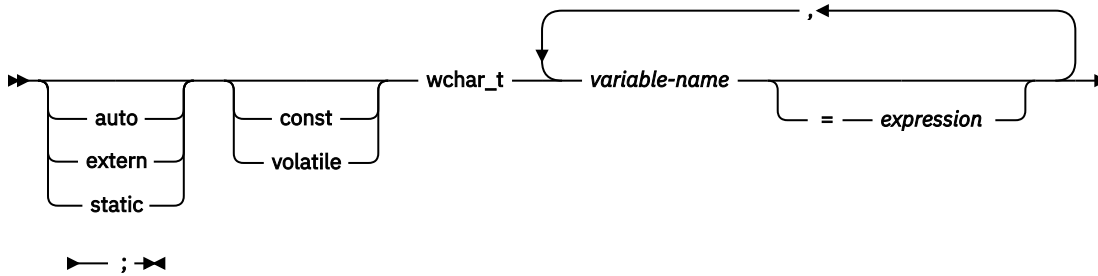 ,
wchar_t variable-name
auto const = expression
extern volatile
static
;